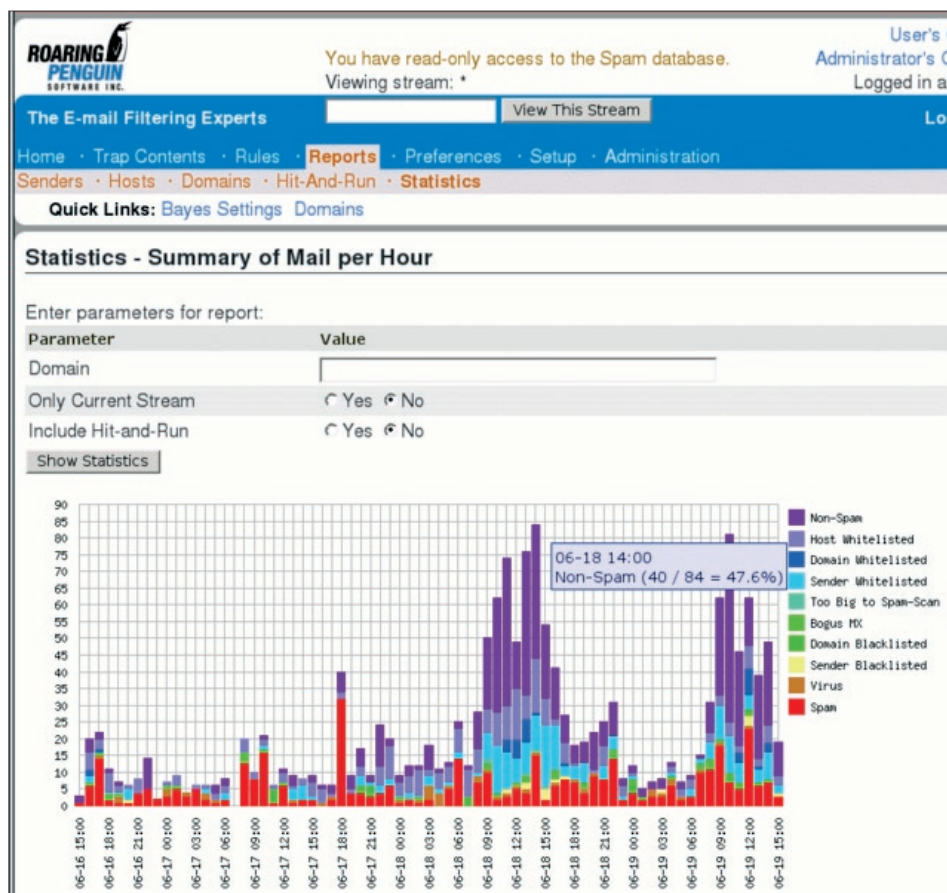 ROARING
PENGUIN
SOFTWARE INC.
User's
You have read-only access to the Spam database.
Administrator's
Viewing stream: *
Logged in a
The E-mail Filtering Experts
View This Stream
Lo
Home · Trap Contents · Rules · Reports · Preferences · Setup · Administration
Senders · Hosts · Domains · Hit-And-Run · Statistics
Quick Links: Bayes Settings Domains
Statistics - Summary of Mail per Hour
Enter parameters for report:
Parameter Value
Domain
Only Current Stream Yes No
Include Hit-and-Run Yes No
Show Statistics
90
85
80
75
70
65
60
55
50
45
40
35
30
25
20
15
10
5
0
06-18 14:00
Non-Spam (40 / 84 = 47.6%)
Non-Spam
Host Whitelisted
Domain Whitelisted
Sender Whitelisted
Too Big to Spam-Scan
Bogus MX
Domain Blacklisted
Sender Blacklisted
Virus
Spam
06-16 15:00
06-16 18:00
06-16 21:00
06-17 00:00
06-17 03:00
06-17 06:00
06-17 09:00
06-17 12:00
06-17 15:00
06-17 18:00
06-17 21:00
06-18 00:00
06-18 03:00
06-18 06:00
06-18 09:00
06-18 12:00
06-18 15:00
06-18 18:00
06-18 21:00
06-19 00:00
06-19 03:00
06-19 06:00
06-19 09:00
06-19 12:00
06-19 15:00